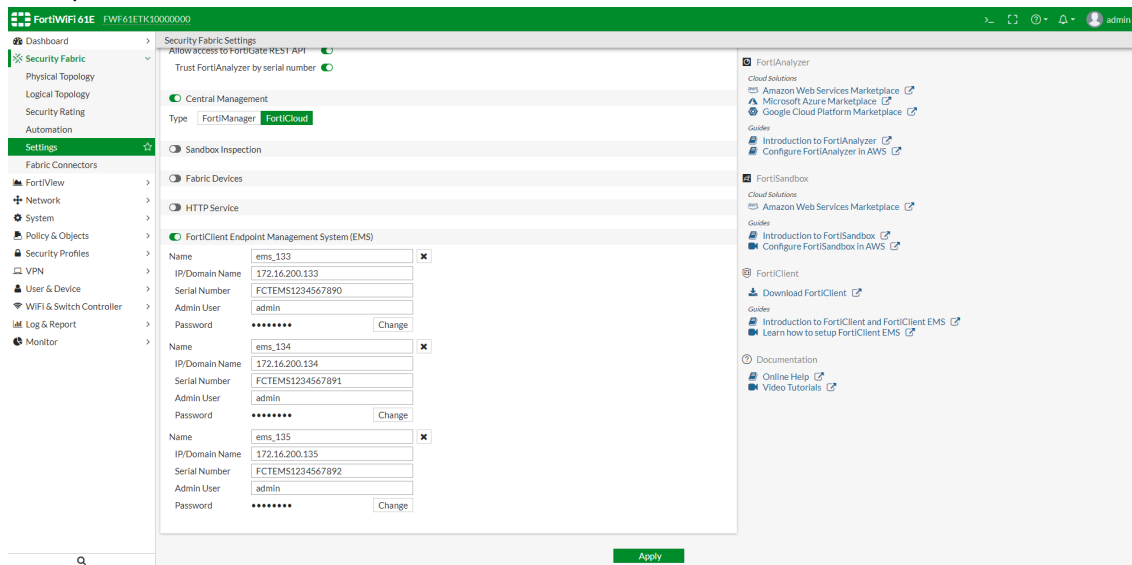 FortiWiFi 61E FWF61ETK10000000
>_ admin
Dashboard
Security Fabric
Physical Topology
Logical Topology
Security Rating
Automation
Settings
Fabric Connectors
FortiView
Network
System
Policy & Objects
Security Profiles
VPN
User & Device
WiFi & Switch Controller
Log & Report
Monitor
Security Fabric Settings
Allow access to FortiGate REST API
Trust FortiAnalyzer by serial number
Central Management
Type FortiManager FortiCloud
Sandbox Inspection
Fabric Devices
HTTP Service
FortiClient Endpoint Management System (EMS)
Name ems_133
IP/Domain Name 172.16.200.133
Serial Number FCTEMS1234567890
Admin User admin
Password •••••••• Change
Name ems_134
IP/Domain Name 172.16.200.134
Serial Number FCTEMS1234567891
Admin User admin
Password •••••••• Change
Name ems_135
IP/Domain Name 172.16.200.135
Serial Number FCTEMS1234567892
Admin User admin
Password •••••••• Change
Apply
FortiAnalyzer
Cloud Solutions
aws Amazon Web Services Marketplace
Microsoft Azure Marketplace
Google Cloud Platform Marketplace
Guides
Introduction to FortiAnalyzer
Configure FortiAnalyzer in AWS
FortiSandbox
Cloud Solutions
aws Amazon Web Services Marketplace
Guides
Introduction to FortiSandbox
Configure FortiSandbox in AWS
FortiClient
Download FortiClient
Guides
Introduction to FortiClient and FortiClient EMS
Learn how to setup FortiClient EMS
Documentation
Online Help
Video Tutorials